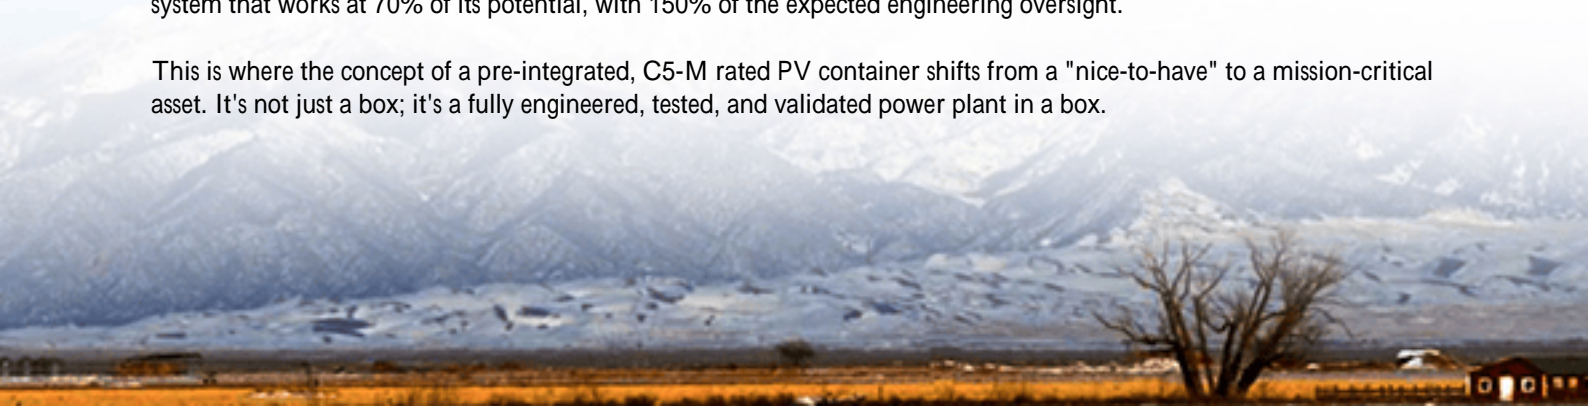 system that works at 70% of its potential, with 150% of the expected engineering oversight.
This is where the concept of a pre-integrated, C5-M rated PV container shifts from a "nice-to-have" to a mission-critical
asset. It's not just a box; it's a fully engineered, tested, and validated power plant in a box.